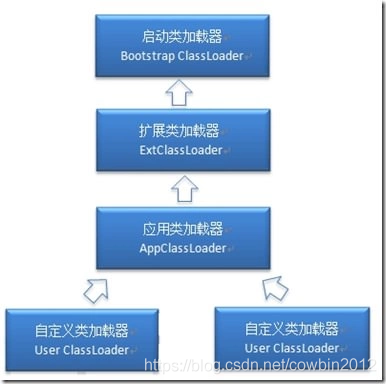 启动类加载器
Bootstrap ClassLoader
扩展类加载器
ExtClassLoader
应用类加载器
AppClassLoader
自定义类加载器
User ClassLoader
自定义类加载器
User ClassLoader
https://blog.csdn.net/cowbin2012